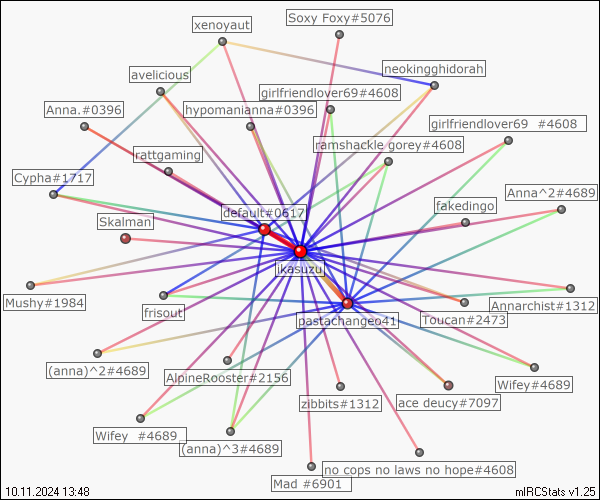 Soxy Foxy#5076
xenoyaut
neokingghidorah
avelicious
girlfriendlover69#4608
Anna.#0396
hypomanianna#0396
girlfriendlover69  #4608
ramshackle gorey#4608
rattgaming
Cypha#1717
Anna^2#4689
default#0617
fakedingo
Skalman
ikasuzu
Mushy#1984
frisout
Annarchist#1312
pastachangeo41
Toucan#2473
(anna)^2#4689
AlpineRooster#2156
Wifey#4689
zibbits#1312
ace deucy#7097
Wifey  #4689
(anna)^3#4689
no cops no laws no hope#4608
Mad #6901
10.11.2024 13:48
mIRCStats v1.25